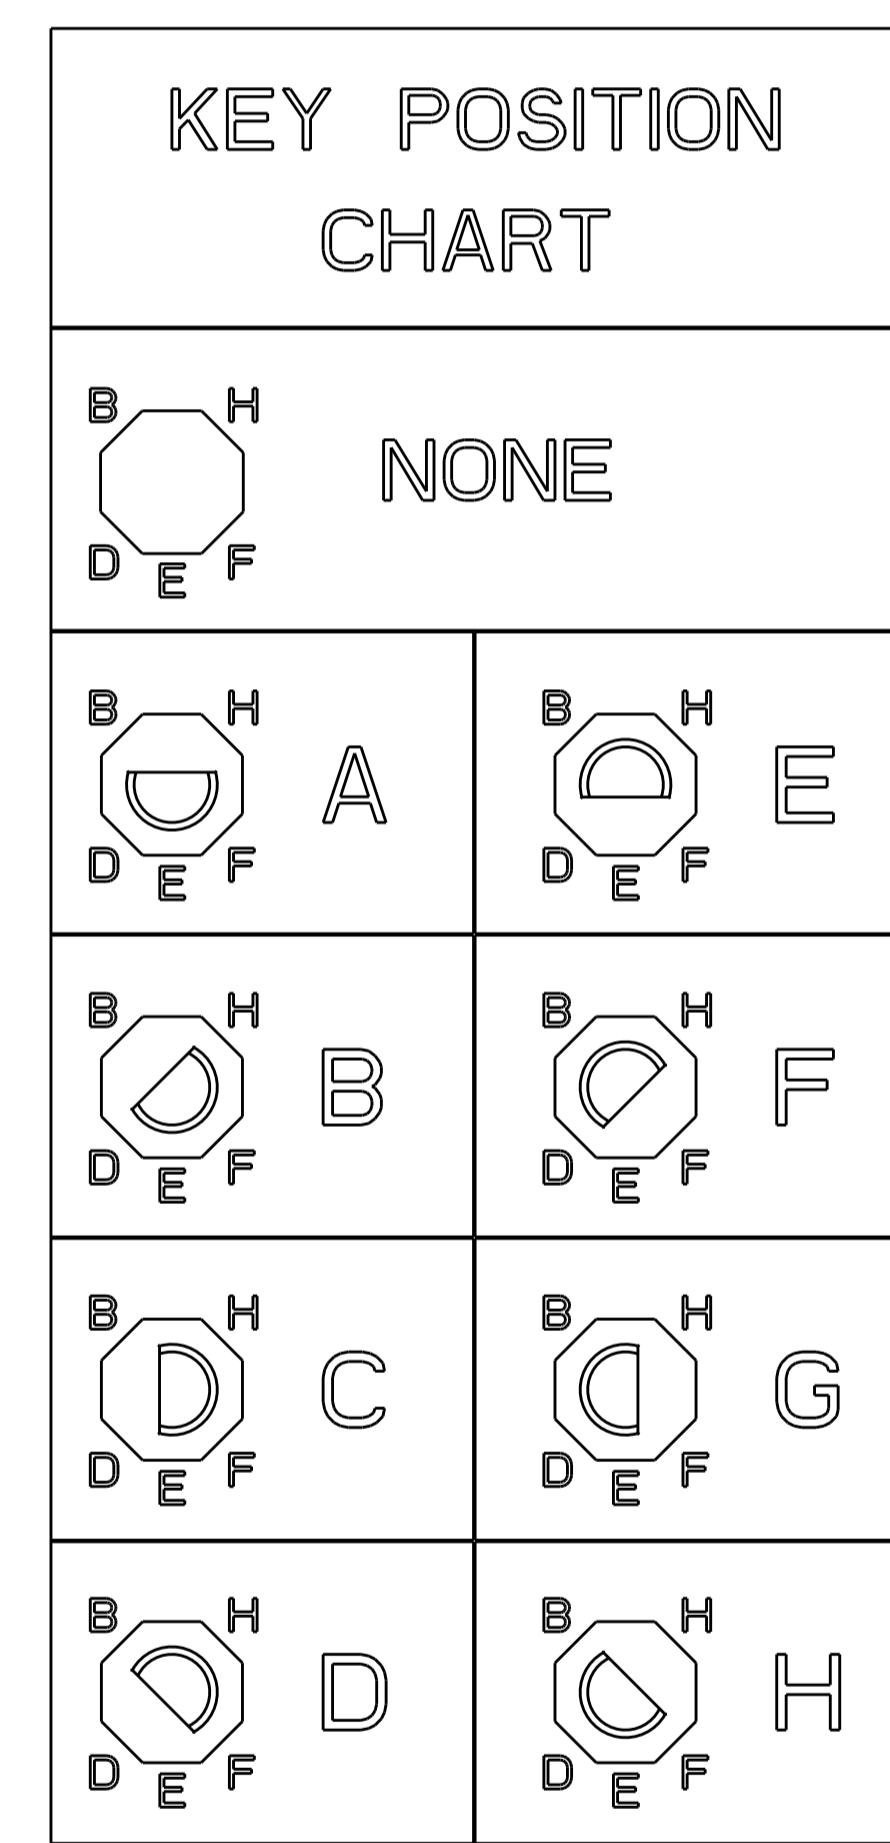 KEY POSITION
CHART
B H
NONE
D E F
B H B H
A E
D E F D E F
B H B H
B F
D E F D E F
B H B H
C G
D E F D E F
B H B H
D H
D E F D E F